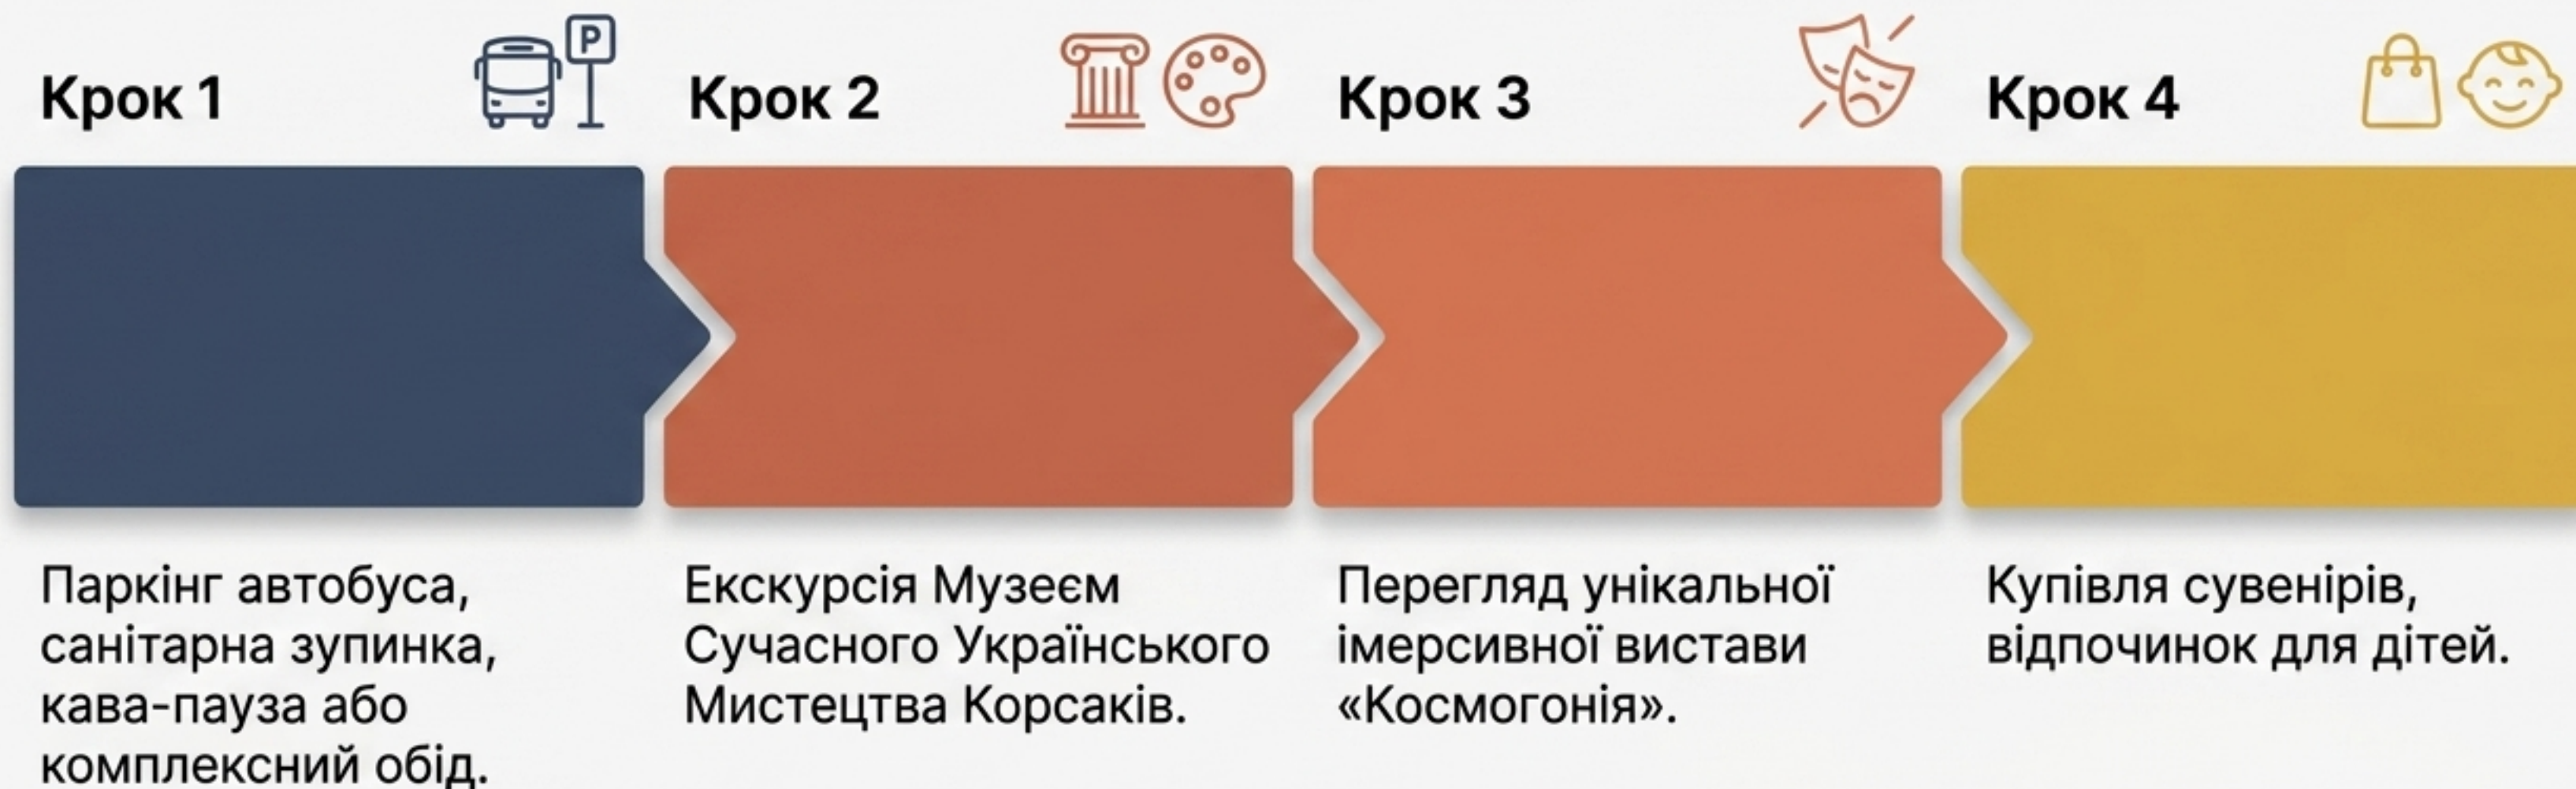 Крок 1
P
Паркінг автобуса,
санітарна зупинка,
кава-пауза або
комплексний обід.
Крок 2
Екскурсія Музеєм
Сучасного Українського
Мистецтва Корсаків.
Крок 3
Перегляд унікальної
імерсивної вистави
«Космогонія».
Крок 4
Купівля сувенірів,
відпочинок для дітей.